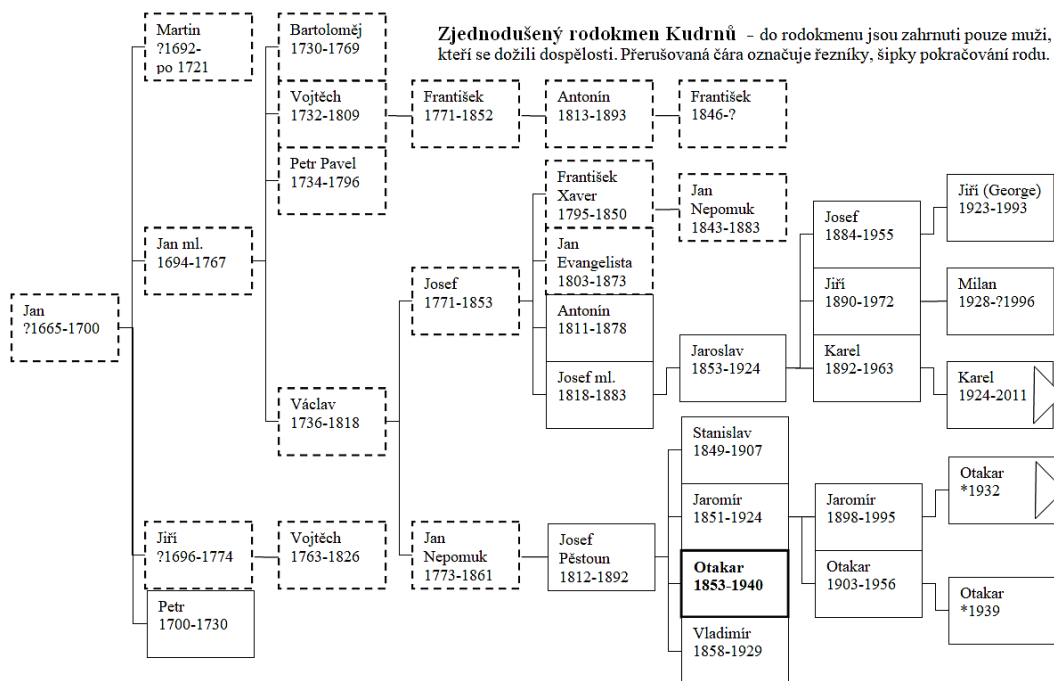 Zjednodušený rodokmen Kudrnů – do rodokmenu jsou zahrnuti pouze muži,
kteří se dožili dospělosti. Přerušovaná čára označuje řezníky, šipky pokračování rodu.
Jan
?1665-1700
Martin
?1692-
po 1721
Jan ml.
1694-1767
Jiří
?1696-1774
Petr
1700-1730
Bartoloměj
1730-1769
Vojtěch
1732-1809
Petr Pavel
1734-1796
Václav
1736-1818
Vojtěch
1763-1826
František
1771-1852
Josef
1771-1853
Jan
Nepomuk
1773-1861
Antonín
1813-1893
František
Xaver
1795-1850
Jan
Evangelista
1803-1873
Antonín
1811-1878
Josef ml.
1818-1883
Josef
Pěstoun
1812-1892
František
1846-?
Jan
Nepomuk
1843-1883
Jaroslav
1853-1924
Stanislav
1849-1907
Jaromír
1851-1924
Otakar
1853-1940
Vladimír
1858-1929
Josef
1884-1955
Jiří
1890-1972
Karel
1892-1963
Jaromír
1898-1995
Otakar
1903-1956
Jiří (George)
1923-1993
Milan
1928-?1996
Karel
1924-2011
Otakar
*1932
Otakar
*1939